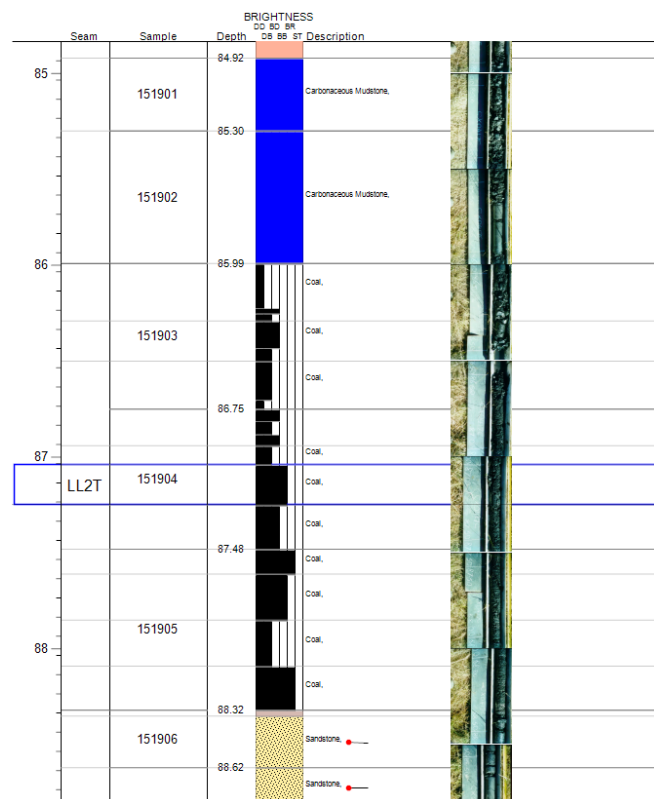 BRIGHTNESS
DD BD BR
Seam Sample Depth DB BB ST Description
84.92
85
151901 Carbonaceous Mudstone,
85.30
151902 Carbonaceous Mudstone,
85.99
86
Coal,
151903 Coal,
Coal,
86.75
87 Coal,
LL2T 151904 Coal,
Coal,
87.48
Coal,
Coal,
151905
88 Coal,
Coal,
88.32
151906 Sandstone,
88.62
Sandstone,